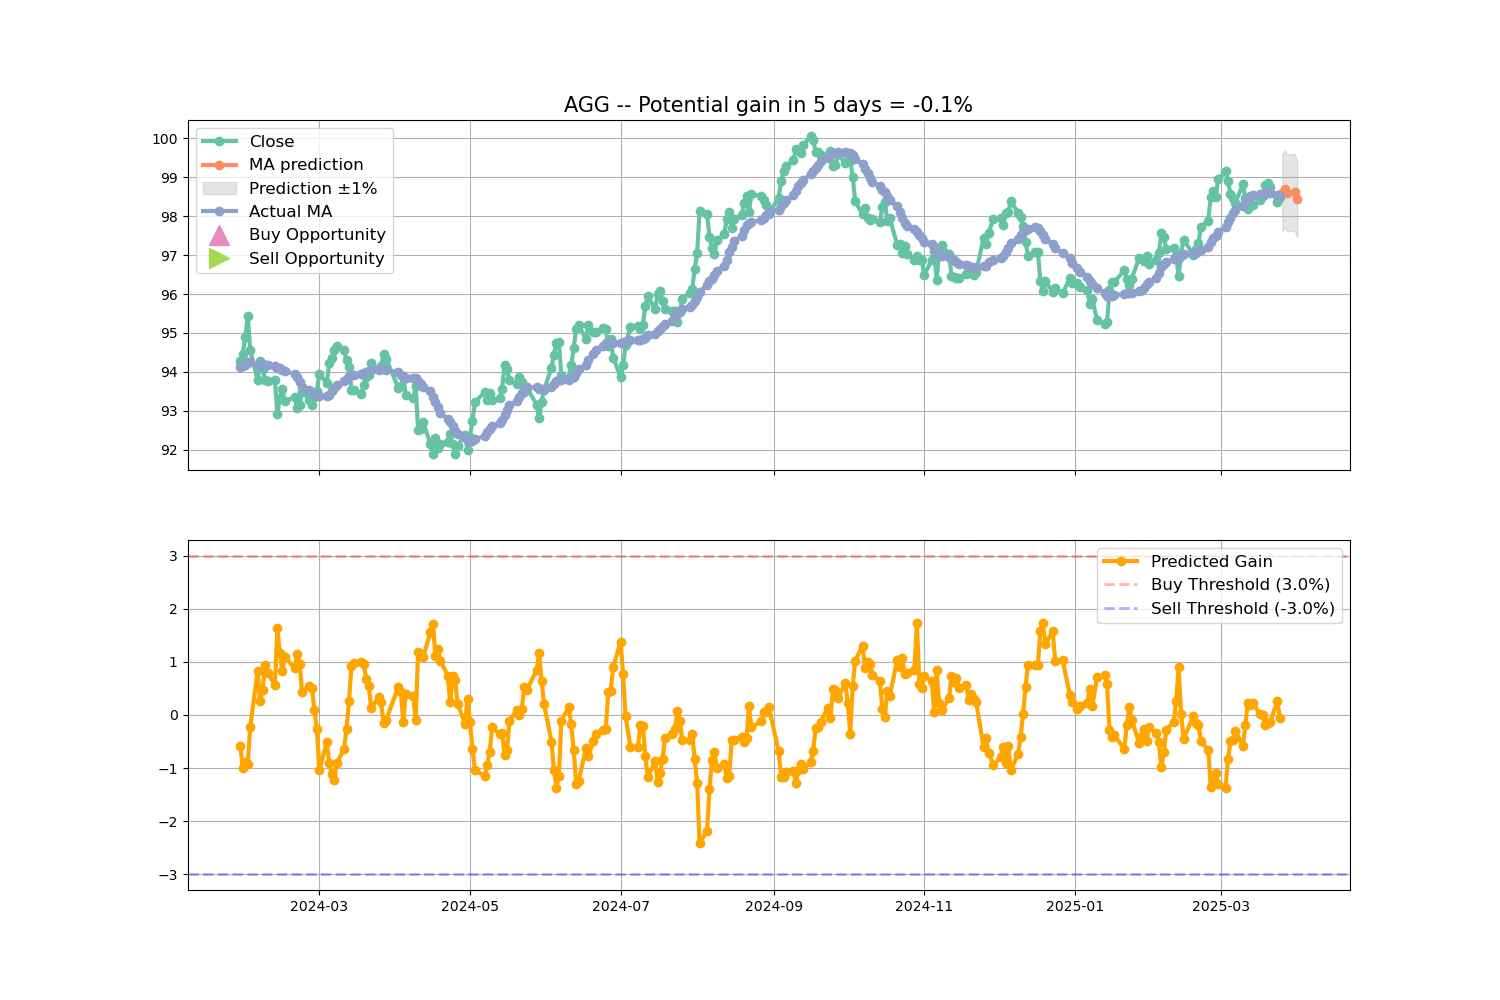 AGG -- Potential gain in 5 days = -0.1%
100
99
98
97
96
95
94
93
92
Close
MA prediction
Prediction ±1%
Actual MA
Buy Opportunity
Sell Opportunity
3
2
1
0
−1
−2
−3
Predicted Gain
Buy Threshold (3.0%)
Sell Threshold (-3.0%)
2024-03
2024-05
2024-07
2024-09
2024-11
2025-01
2025-03